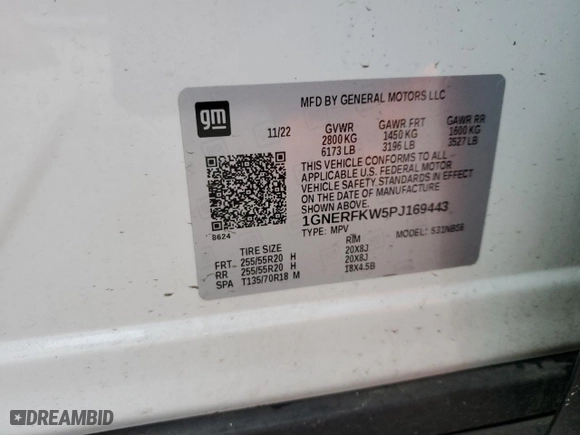 MFD BY GENERAL MOTORS LLC
gm
11/22
GVWR GAWR FRT GAWR RR
2800 KG 1450 KG 1600 KG
6173 LB 3196 LB 3527 LB
THIS VEHICLE CONFORMS TO ALL
APPLICABLE U.S. FEDERAL MOTOR
VEHICLE SAFETY STANDARDS IN EFFECT
ON THE DATE OF MANUFACTURE
SHOWN ABOVE.
1GNERFKW5PJ169443
8624
TYPE: MPV MODEL: 531NB56
TIRE SIZE RIM
FRT 255/55R20 H 20X8J
RR 255/55R20 H 20X8J
SPA T135/70R18 M 18X4.5B
DREAMBID